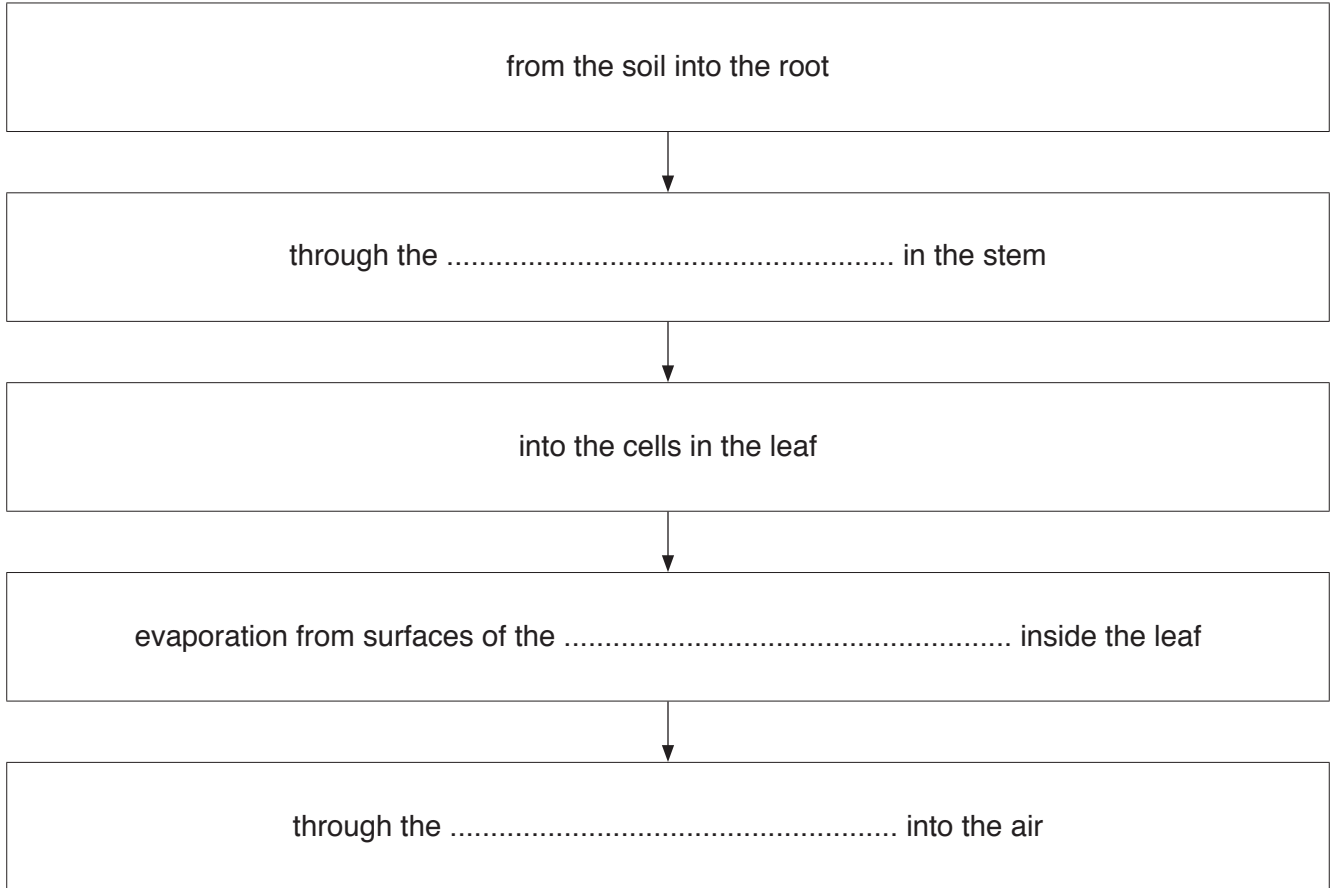 from the soil into the root
through the ....................................................... in the stem
into the cells in the leaf
evaporation from surfaces of the ....................................................... inside the leaf
through the ....................................................... into the air